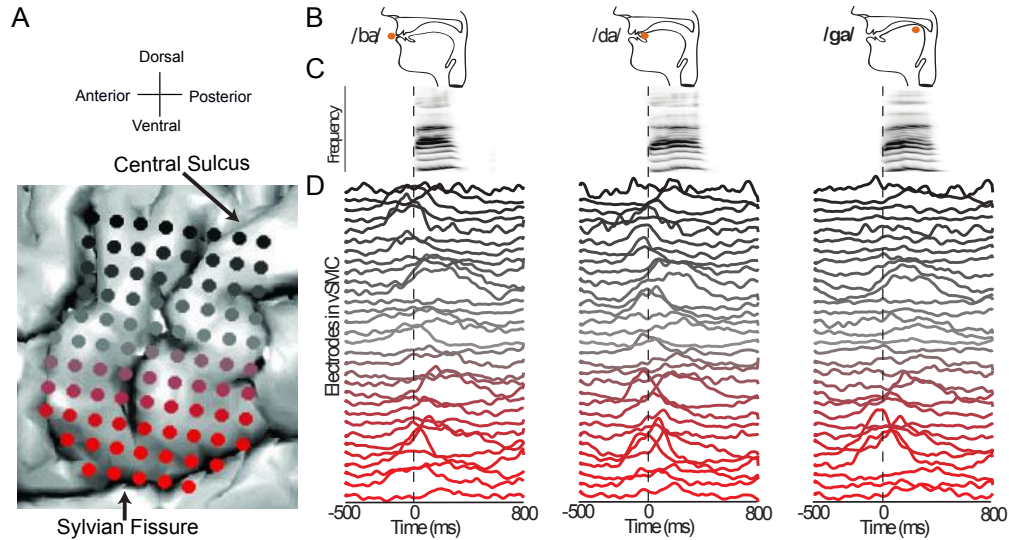 A
Dorsal
Anterior
Posterior
Ventral
Central Sulcus
Sylvian Fissure
B
/ba/
/da/
/ga/
C
Frequency
D
Electrodes in vSMC
-500
0
800
Time (ms)
-500
0
800
Time (ms)
-500
0
800
Time (ms)